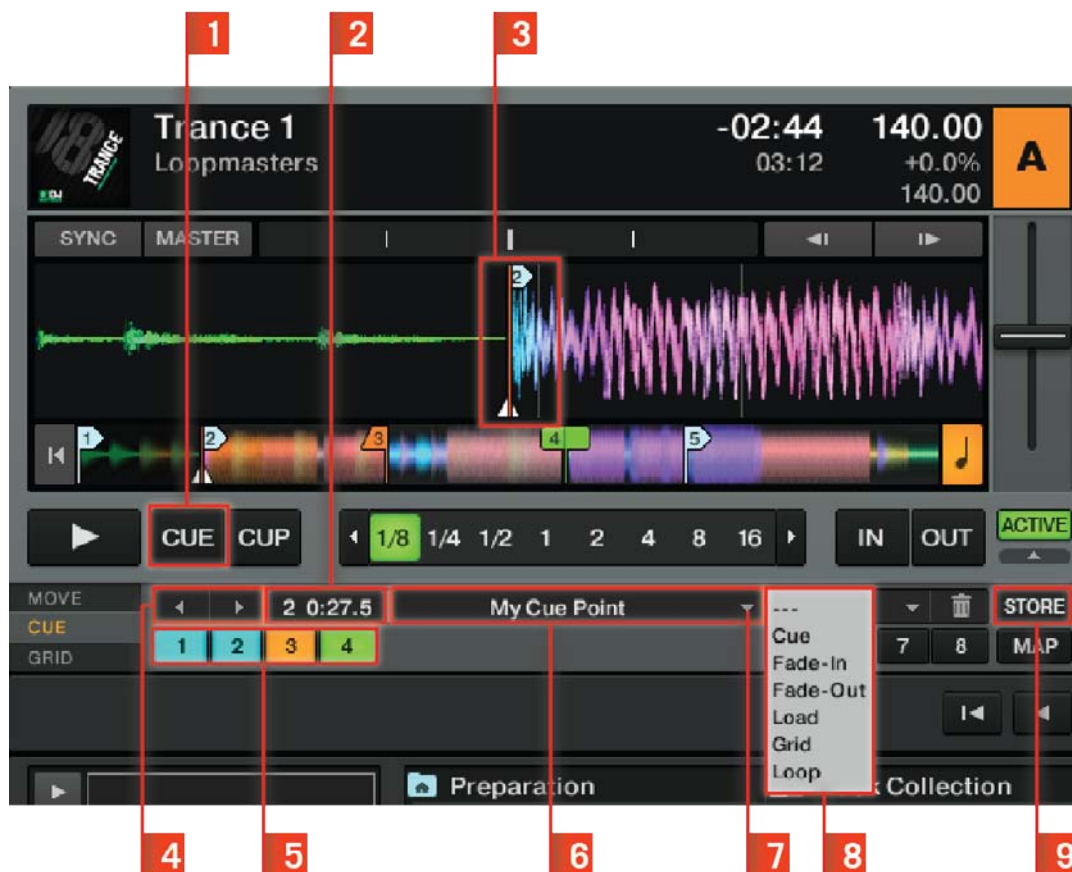 1 2 3
TRANCE
DJ
Trance 1
Loopmasters
-02:44 140.00
03:12 +0.0%
140.00
A
SYNC MASTER
2
1 2 3 4 5
CUE CUP 1/8 1/4 1/2 1 2 4 8 16 IN OUT ACTIVE
MOVE
CUE
GRID
2 0:27.5 My Cue Point STORE
1 2 3 4 7 8 MAP
---
Cue
Fade-In
Fade-Out
Load
Grid
Loop
Preparation
Collection
4 5 6 7 8 9